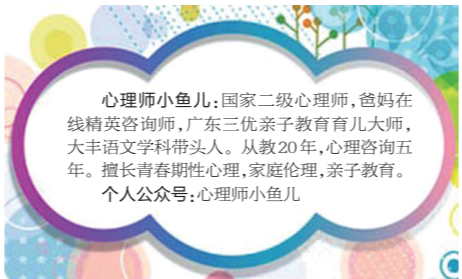 心理师小鱼儿：国家二级心理师，爸妈在
线精英咨询师，广东三优亲子教育育儿大师，
大丰语文学科带头人。从教20年，心理咨询五
年。擅长青春期性心理，家庭伦理，亲子教育。
个人公众号：心理师小鱼儿